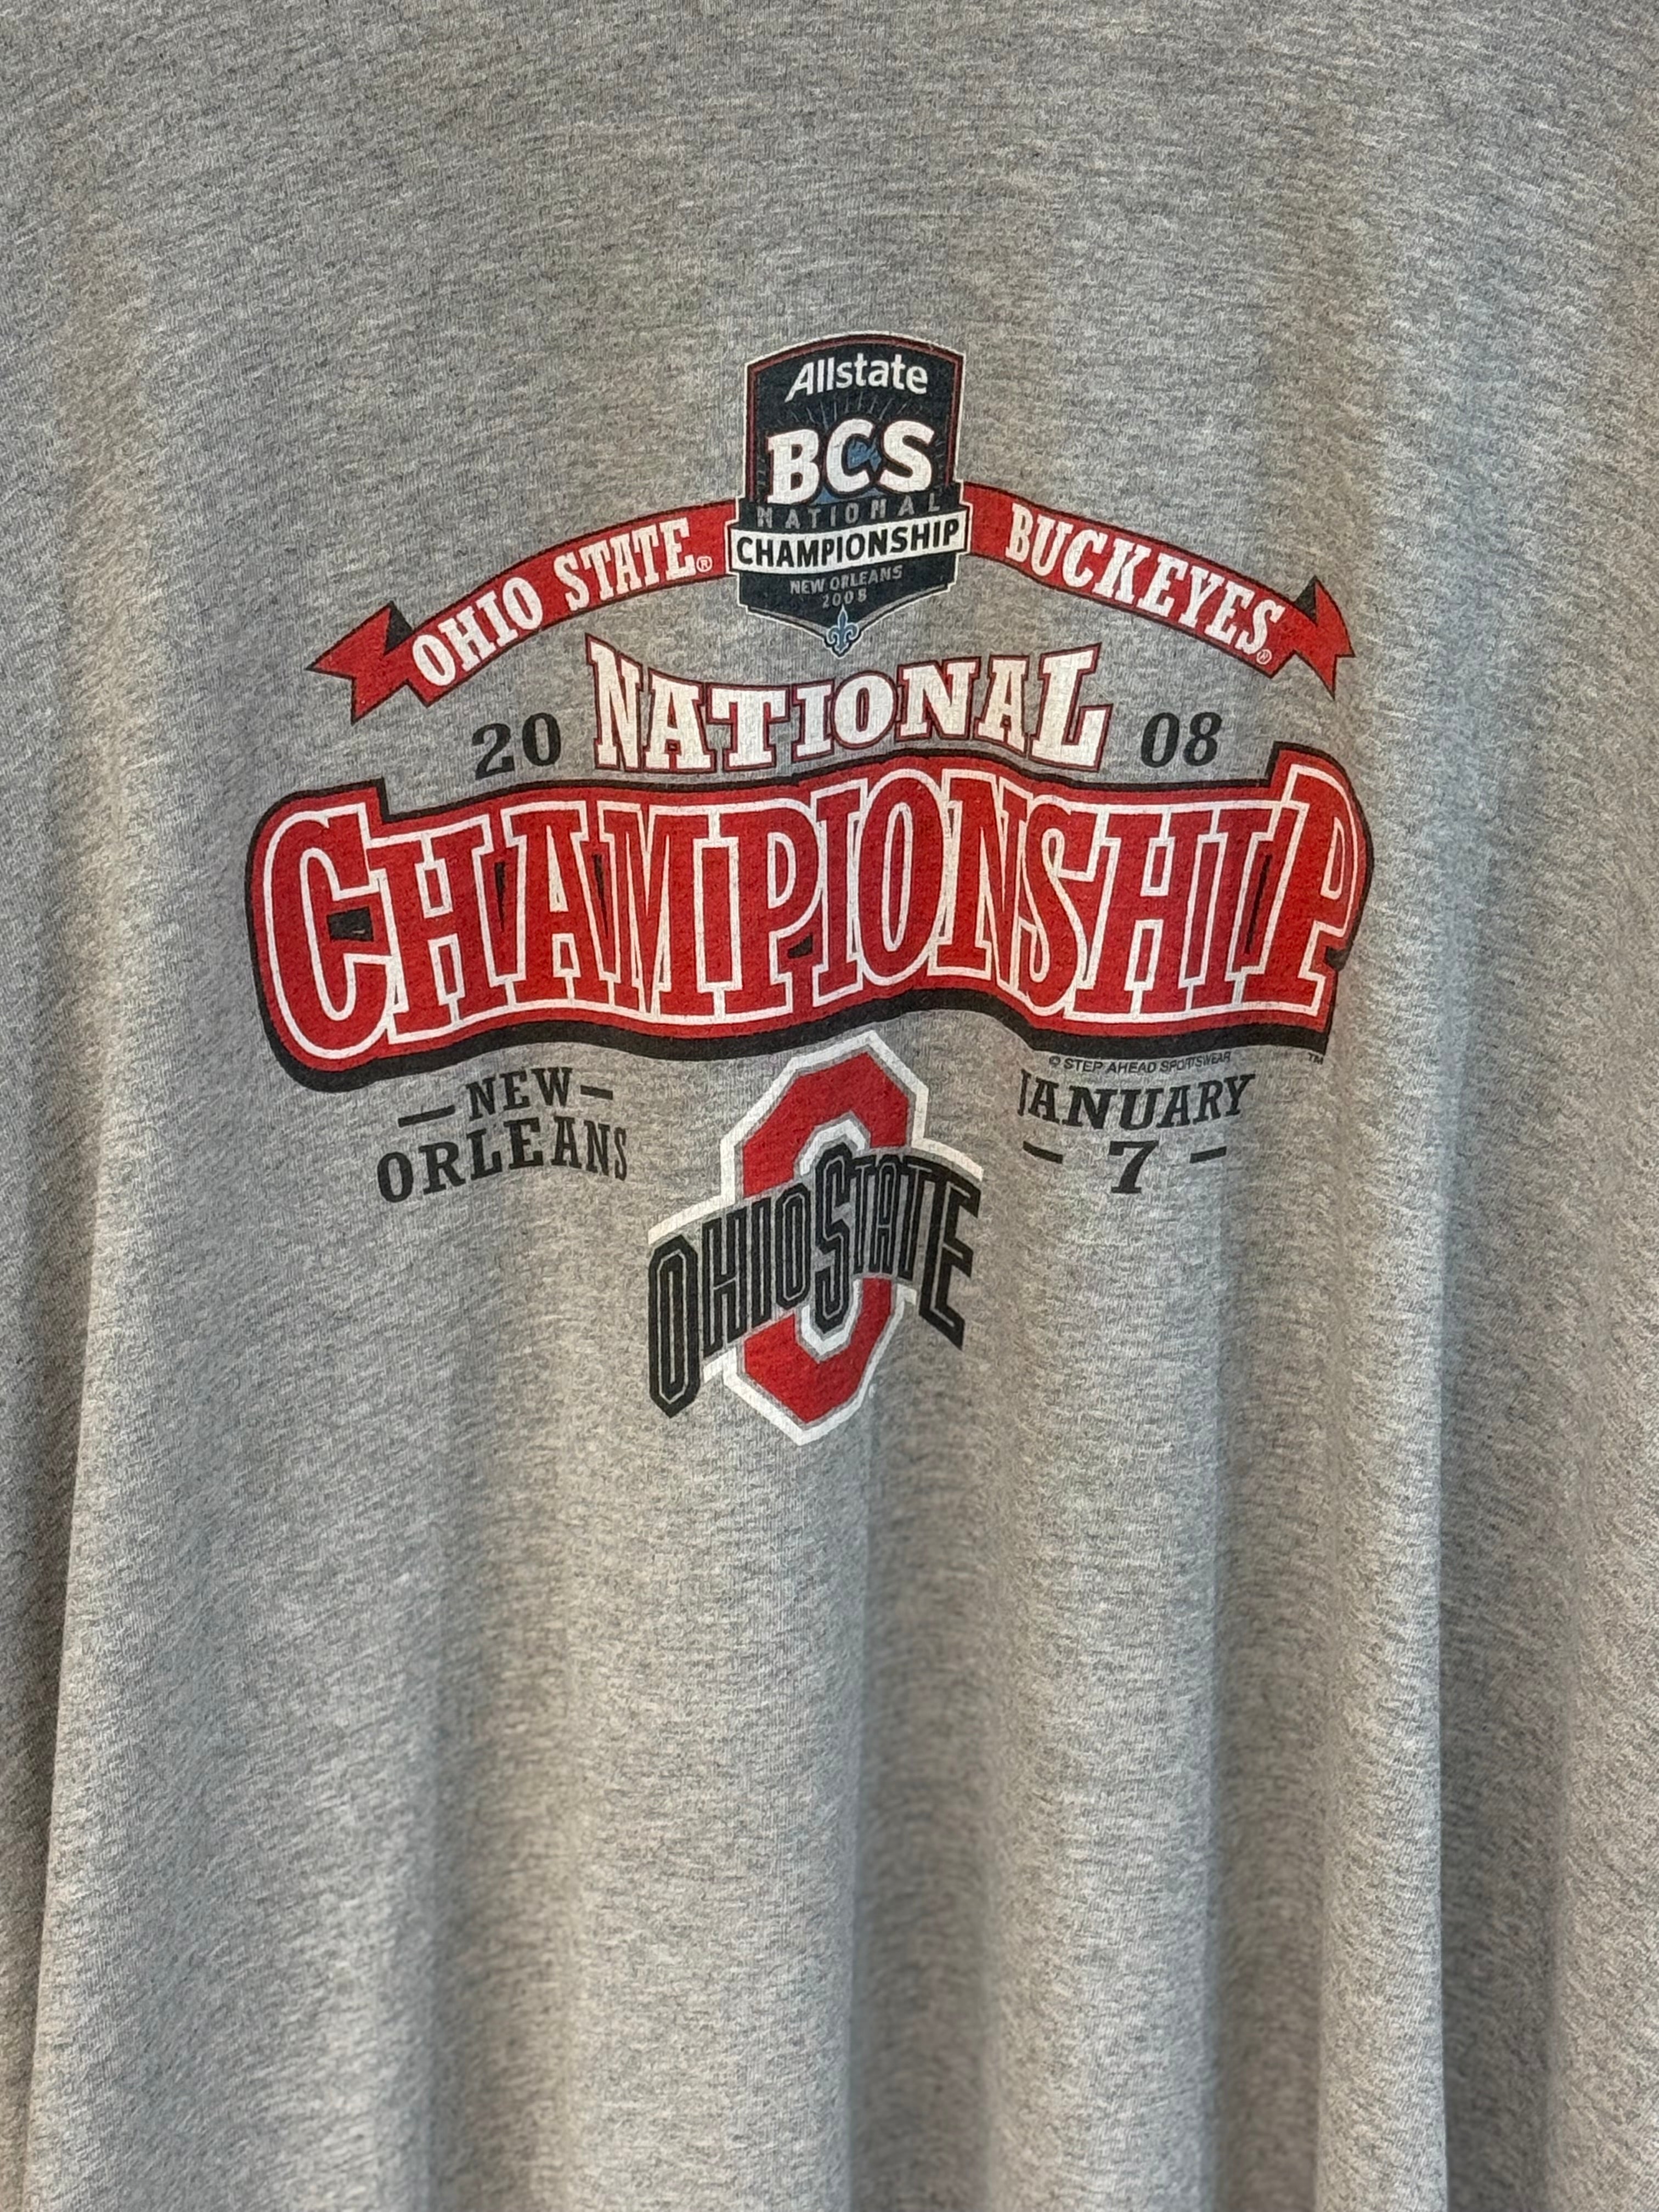 Allstate
BCS
NATIONAL
CHAMPIONSHIP
NEW ORLEANS
2008
OHIO STATE® BUCKEYES®
20 NATIONAL 08
CHAMPIONSHIP
© STEP AHEAD SPORTSWEAR ™
NEW
ORLEANS
JANUARY
7
OHIO STATE